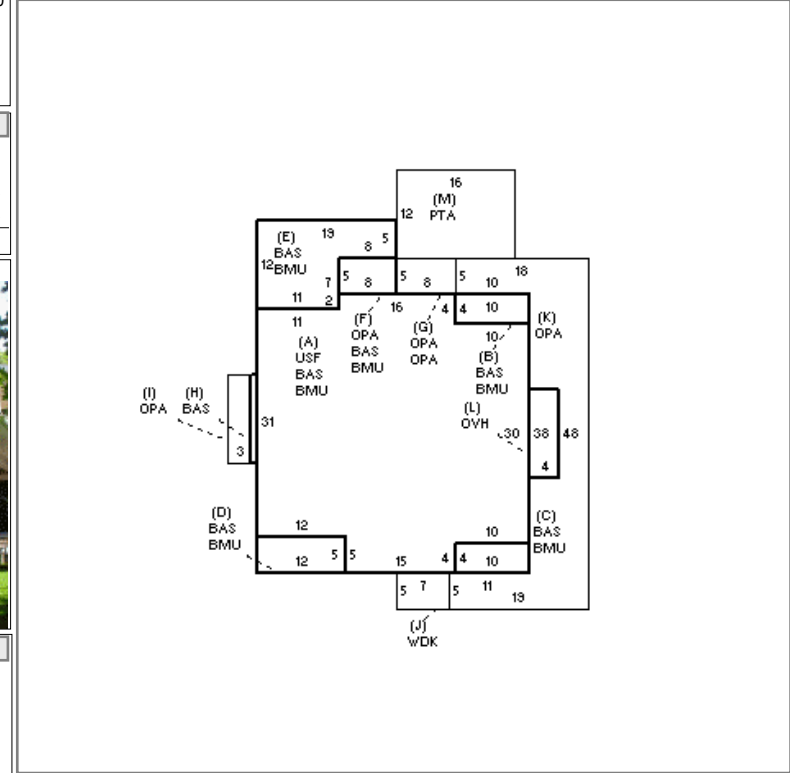 16
(M)
PTA
12
19
5
(E)
BAS
BMU
8
12
7
5
8
5
8
5
10
18
11
2
16
4
4
10
11
(F)
OPA
BAS
BMU
(G)
OPA
OPA
10
(K)
OPA
(A)
USF
BAS
BMU
(B)
BAS
BMU
(I)
OPA
(H)
BAS
31
(L)
OVH
30
38
48
3
4
(D)
BAS
BMU
12
10
(C)
BAS
BMU
12
5
5
15
4
4
10
5
7
5
11
19
(J)
WDK